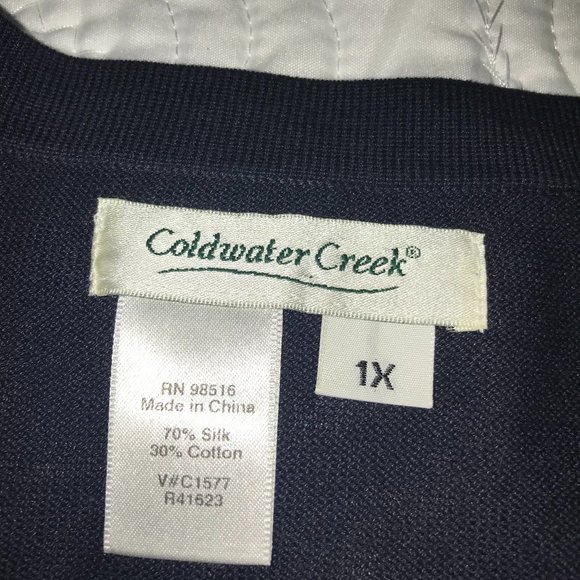 Coldwater Creek®
1X
RN 98516
Made in China
70% Silk
30% Cotton
V#C1577
R41623